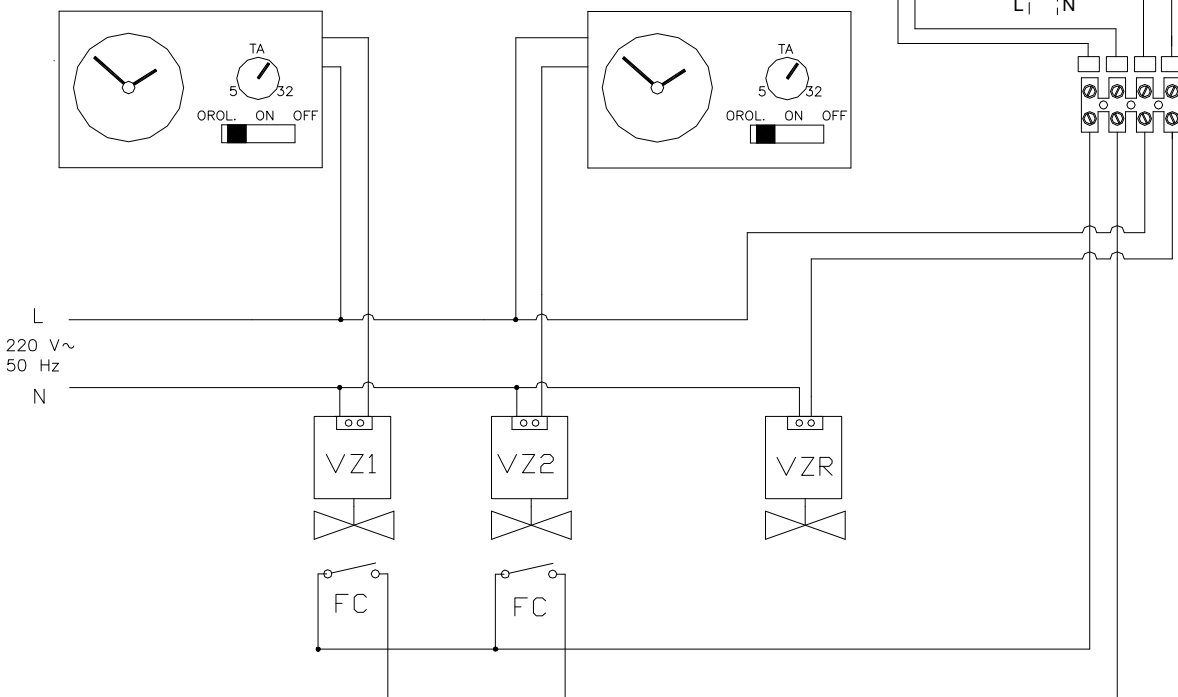 L N
TA
5 32
OROL. ON OFF
TA
5 32
OROL. ON OFF
L
220 V~
50 Hz
N
VZ1
VZ2
VZR
FC
FC